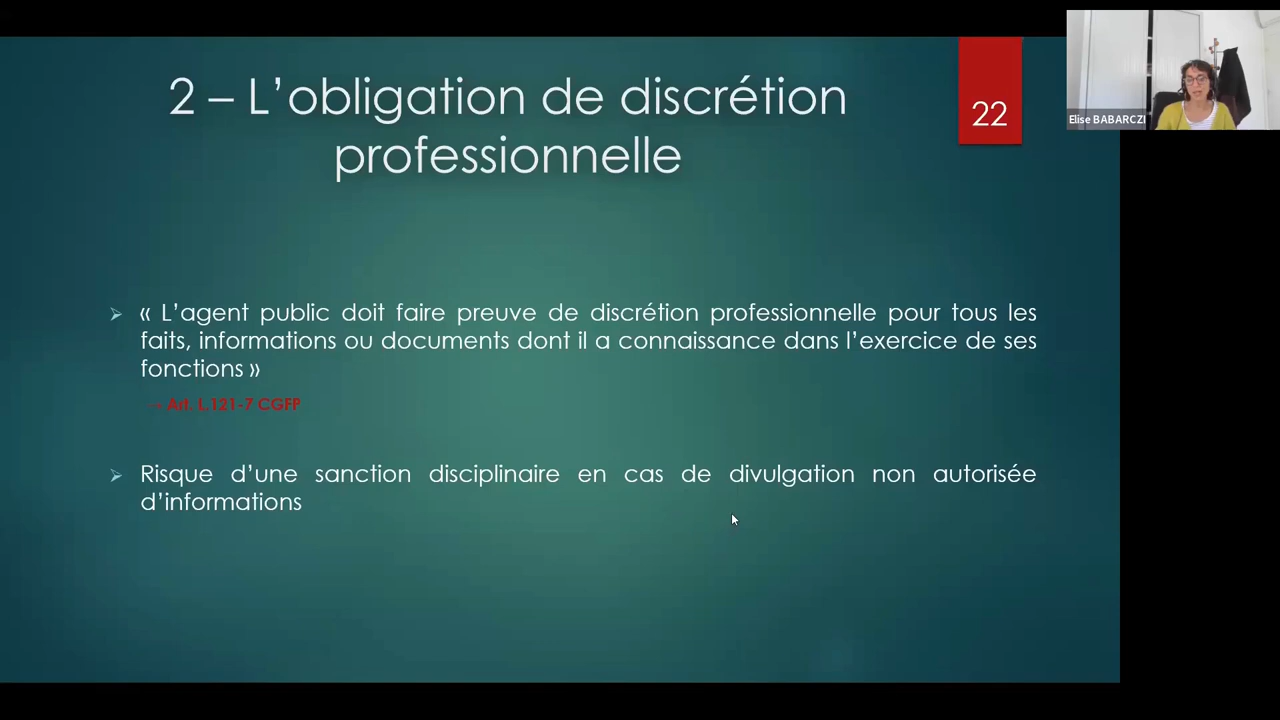 2 – L’obligation de discrétion
professionnelle
22
Elise BABARCZI
« L’agent public doit faire preuve de discrétion professionnelle pour tous les
faits, informations ou documents dont il a connaissance dans l’exercice de ses
fonctions »
– Art. L.121-7 CGFP
Risque d’une sanction disciplinaire en cas de divulgation non autorisée
d’informations